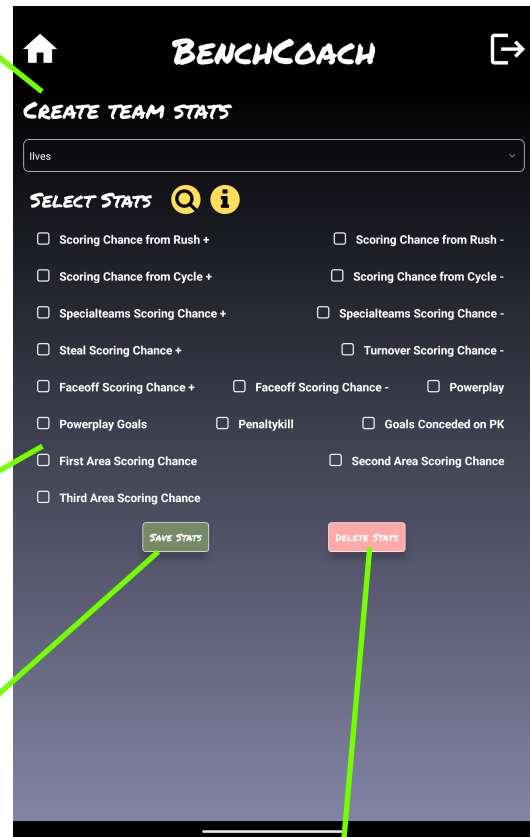 BENCHCOACH
CREATE TEAM STATS
Ilves
SELECT STATS
Scoring Chance from Rush + Scoring Chance from Rush -
Scoring Chance from Cycle + Scoring Chance from Cycle -
Specialteams Scoring Chance + Specialteams Scoring Chance -
Steal Scoring Chance + Turnover Scoring Chance -
Faceoff Scoring Chance + Faceoff Scoring Chance - Powerplay
Powerplay Goals Penaltykill Goals Conceded on PK
First Area Scoring Chance Second Area Scoring Chance
Third Area Scoring Chance
SAVE STATS DELETE STATS